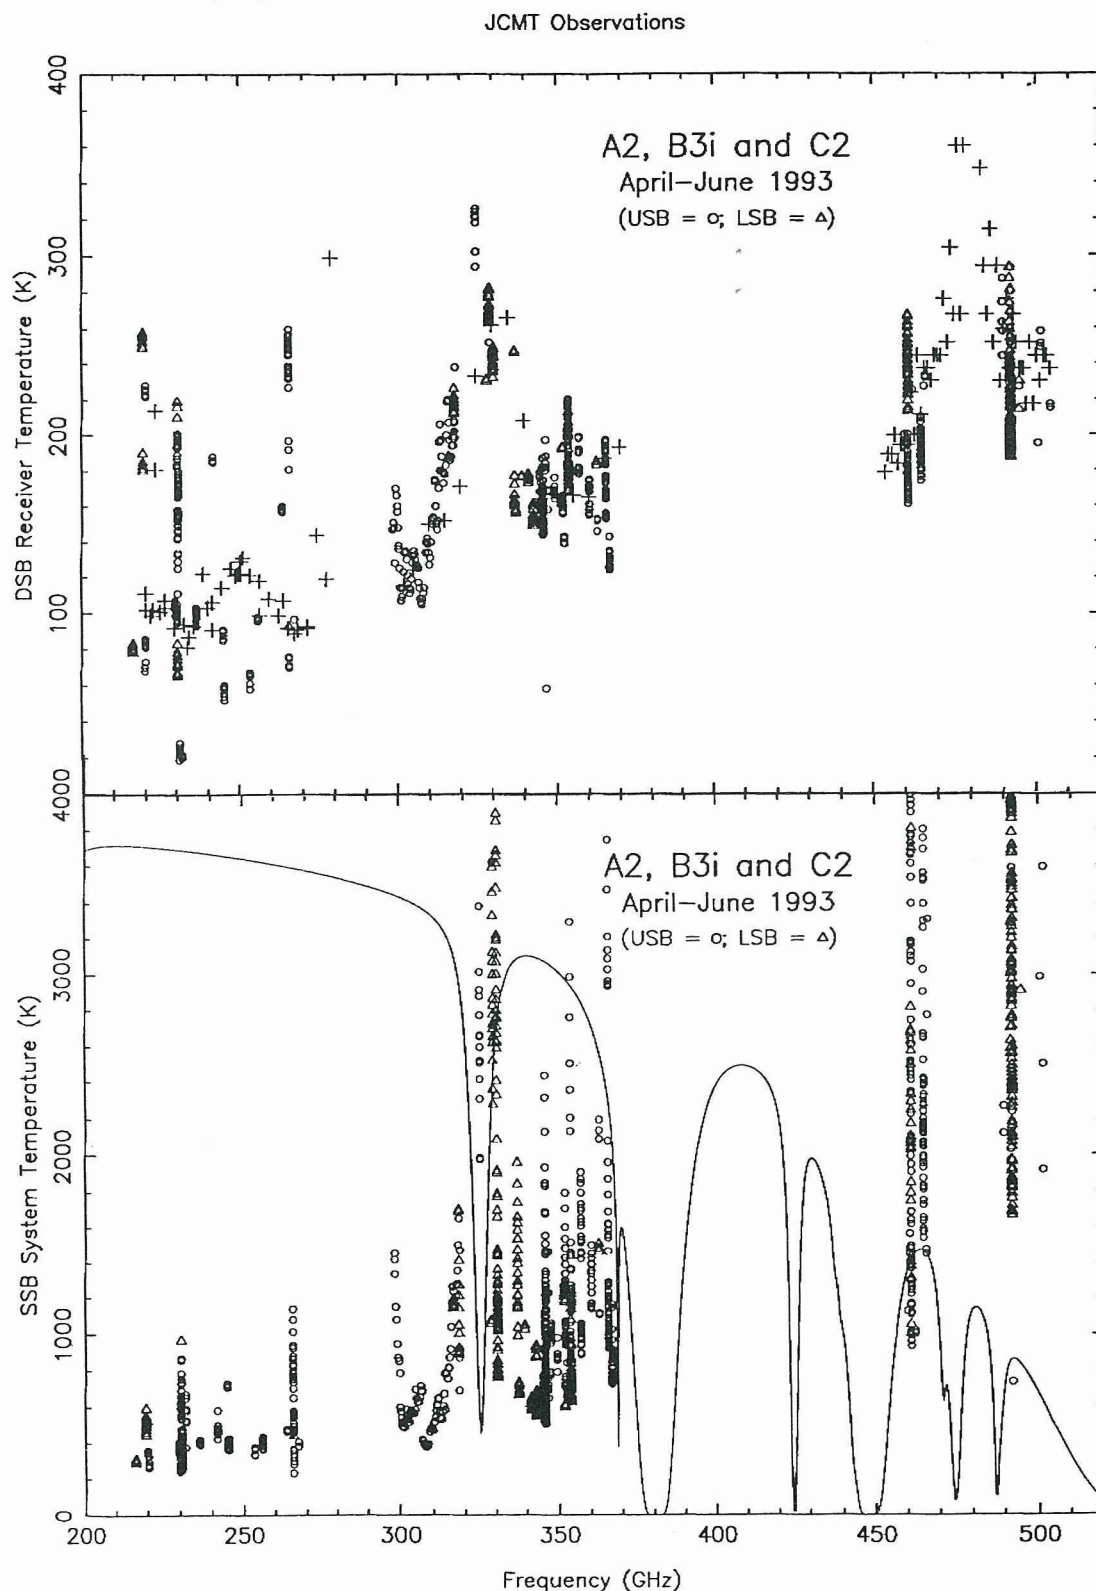 JCMT Observations
400
300
200
100
DSB Receiver Temperature (K)
A2, B3i and C2
April-June 1993
(USB = o; LSB = △)
4000
3000
2000
1000
0
SSB System Temperature (K)
A2, B3i and C2
April-June 1993
(USB = o; LSB = △)
200 250 300 350 400 450 500
Frequency (GHz)